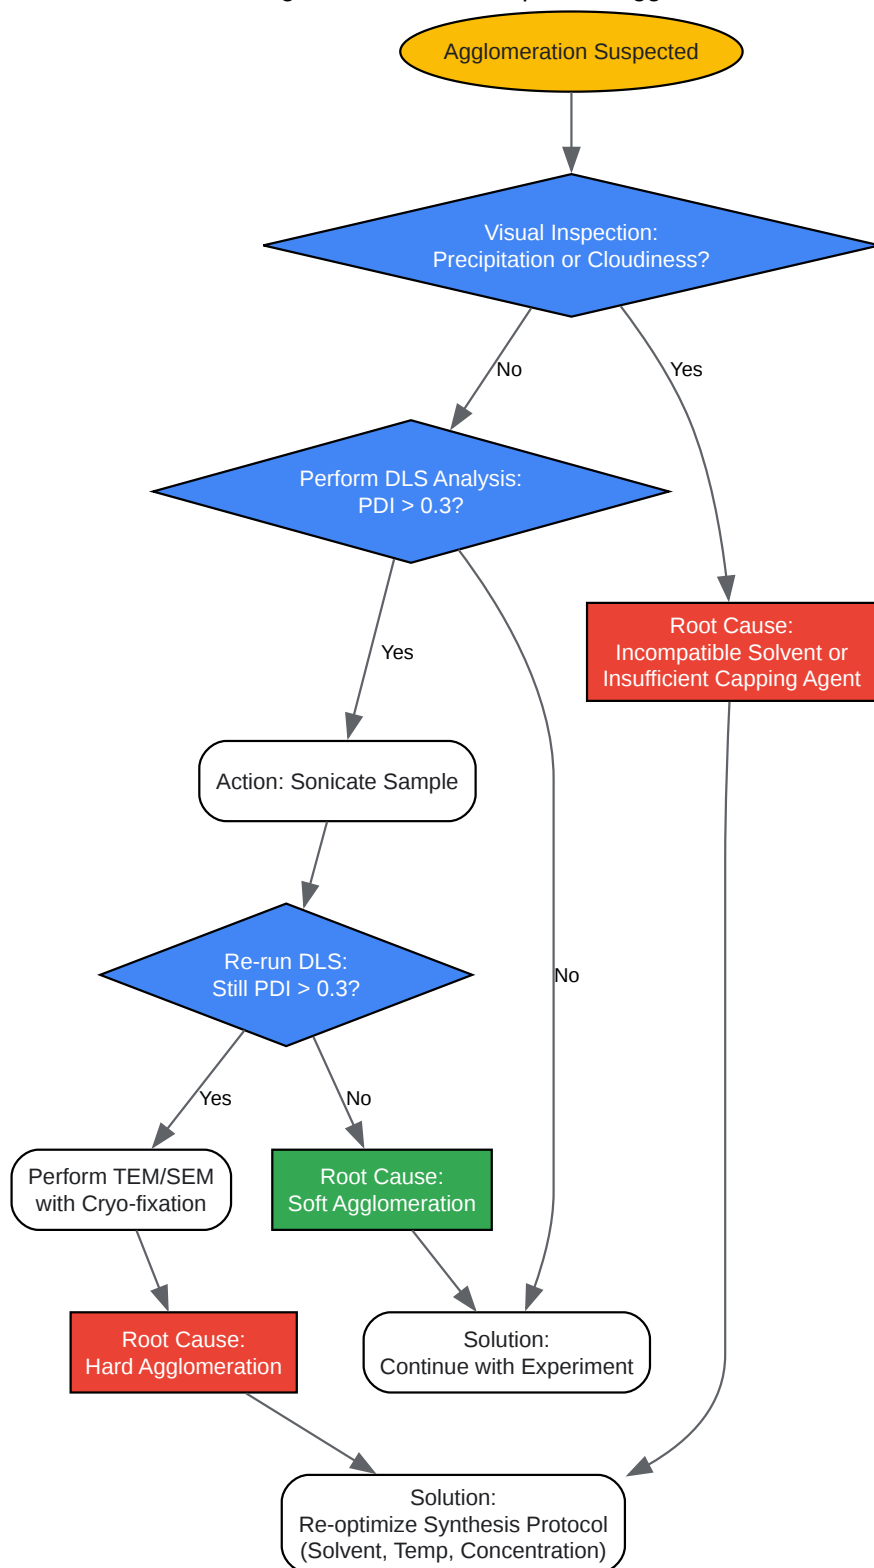 Agglomeration Suspected
Visual Inspection:
Precipitation or Cloudiness?
No
Yes
Perform DLS Analysis:
PDI > 0.3?
Root Cause:
Incompatible Solvent or
Insufficient Capping Agent
Yes
Action: Sonicate Sample
Re-run DLS:
Still PDI > 0.3?
No
Yes
No
Perform TEM/SEM
with Cryo-fixation
Root Cause:
Soft Agglomeration
Root Cause:
Hard Agglomeration
Solution:
Continue with Experiment
Solution:
Re-optimize Synthesis Protocol
(Solvent, Temp, Concentration)